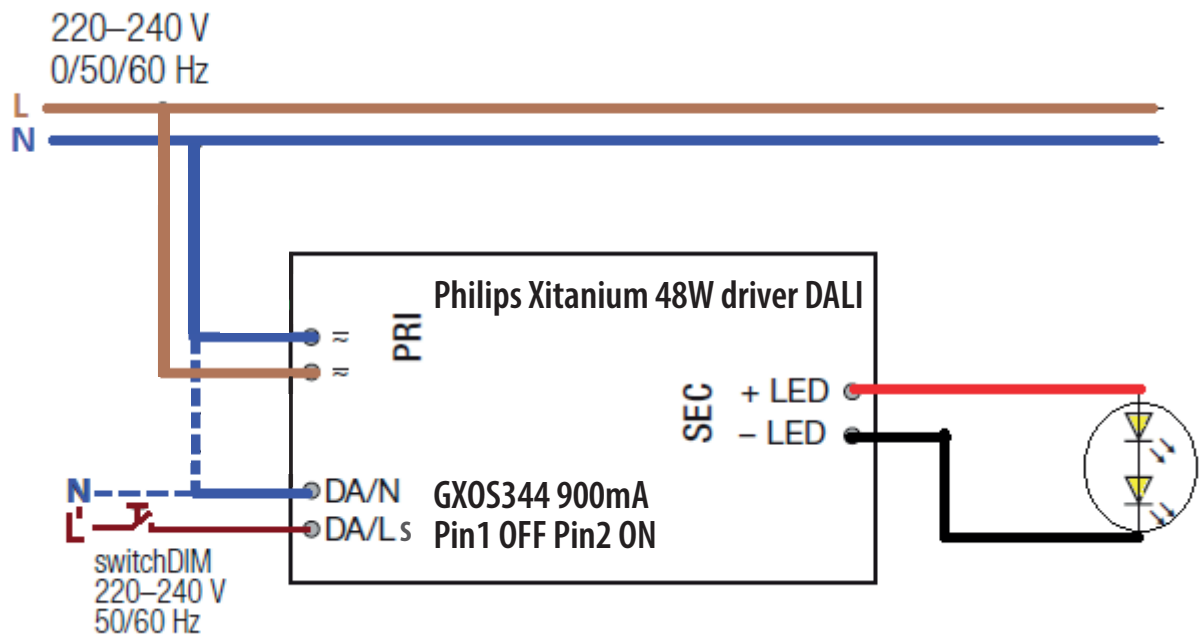 220–240 V
0/50/60 Hz
L
N
Philips Xitanium 48W driver DALI
≂
PRI
≂
SEC
+ LED
– LED
N
DA/N
GXOS344 900mA
L'
DA/Ls
Pin1 OFF Pin2 ON
switchDIM
220–240 V
50/60 Hz